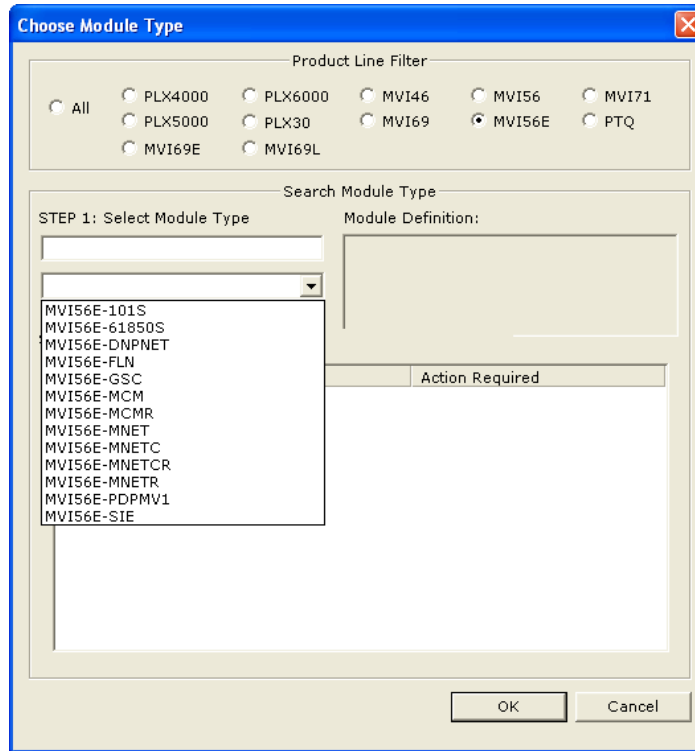 Choose Module Type
Product Line Filter
All
PLX4000 PLX6000 MVI46 MVI56 MVI71
PLX5000 PLX30 MVI69 MVI56E PTQ
MVI69E MVI69L
Search Module Type
STEP 1: Select Module Type Module Definition:
MVI56E-101S
MVI56E-61850S
MVI56E-DNPNET
MVI56E-FLN
MVI56E-GSC
MVI56E-MCM
MVI56E-MCMR
MVI56E-MNET
MVI56E-MNETC
MVI56E-MNETCR
MVI56E-MNETR
MVI56E-PDPMV1
MVI56E-SIE
Action Required
OK Cancel